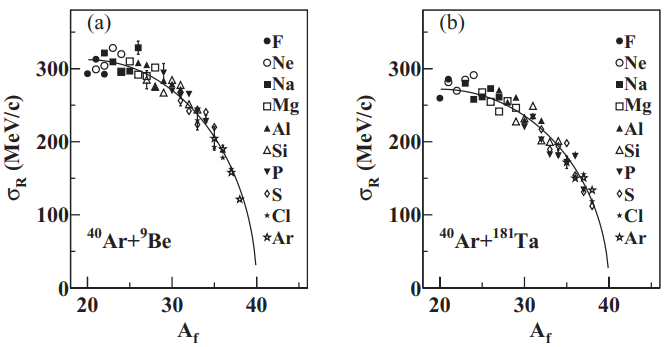 (a)
σR (MeV/c)
300
200
100
0
F
Ne
Na
Mg
Al
Si
P
S
Cl
Ar
40Ar+9Be
20 30 40
Af
(b)
σR (MeV/c)
300
200
100
0
F
Ne
Na
Mg
Al
Si
P
S
Cl
Ar
40Ar+181Ta
20 30 40
Af